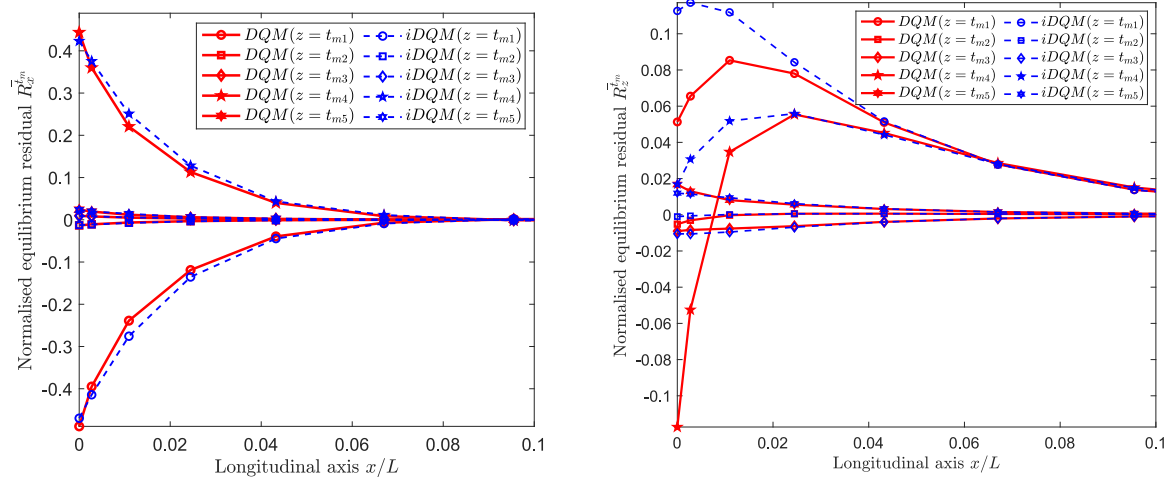 Normalised equilibrium residual $\bar{R}_x^{t_m}$
0.4
0.3
0.2
0.1
0
-0.1
-0.2
-0.3
-0.4
DQM(z = t_{m1}) iDQM(z = t_{m1})
DQM(z = t_{m2}) iDQM(z = t_{m2})
DQM(z = t_{m3}) iDQM(z = t_{m3})
DQM(z = t_{m4}) iDQM(z = t_{m4})
DQM(z = t_{m5}) iDQM(z = t_{m5})
0 0.02 0.04 0.06 0.08 0.1
Longitudinal axis x/L
Normalised equilibrium residual $\bar{R}_z^{t_m}$
0.1
0.08
0.06
0.04
0.02
0
-0.02
-0.04
-0.06
-0.08
-0.1
DQM(z = t_{m1}) iDQM(z = t_{m1})
DQM(z = t_{m2}) iDQM(z = t_{m2})
DQM(z = t_{m3}) iDQM(z = t_{m3})
DQM(z = t_{m4}) iDQM(z = t_{m4})
DQM(z = t_{m5}) iDQM(z = t_{m5})
0 0.02 0.04 0.06 0.08 0.1
Longitudinal axis x/L